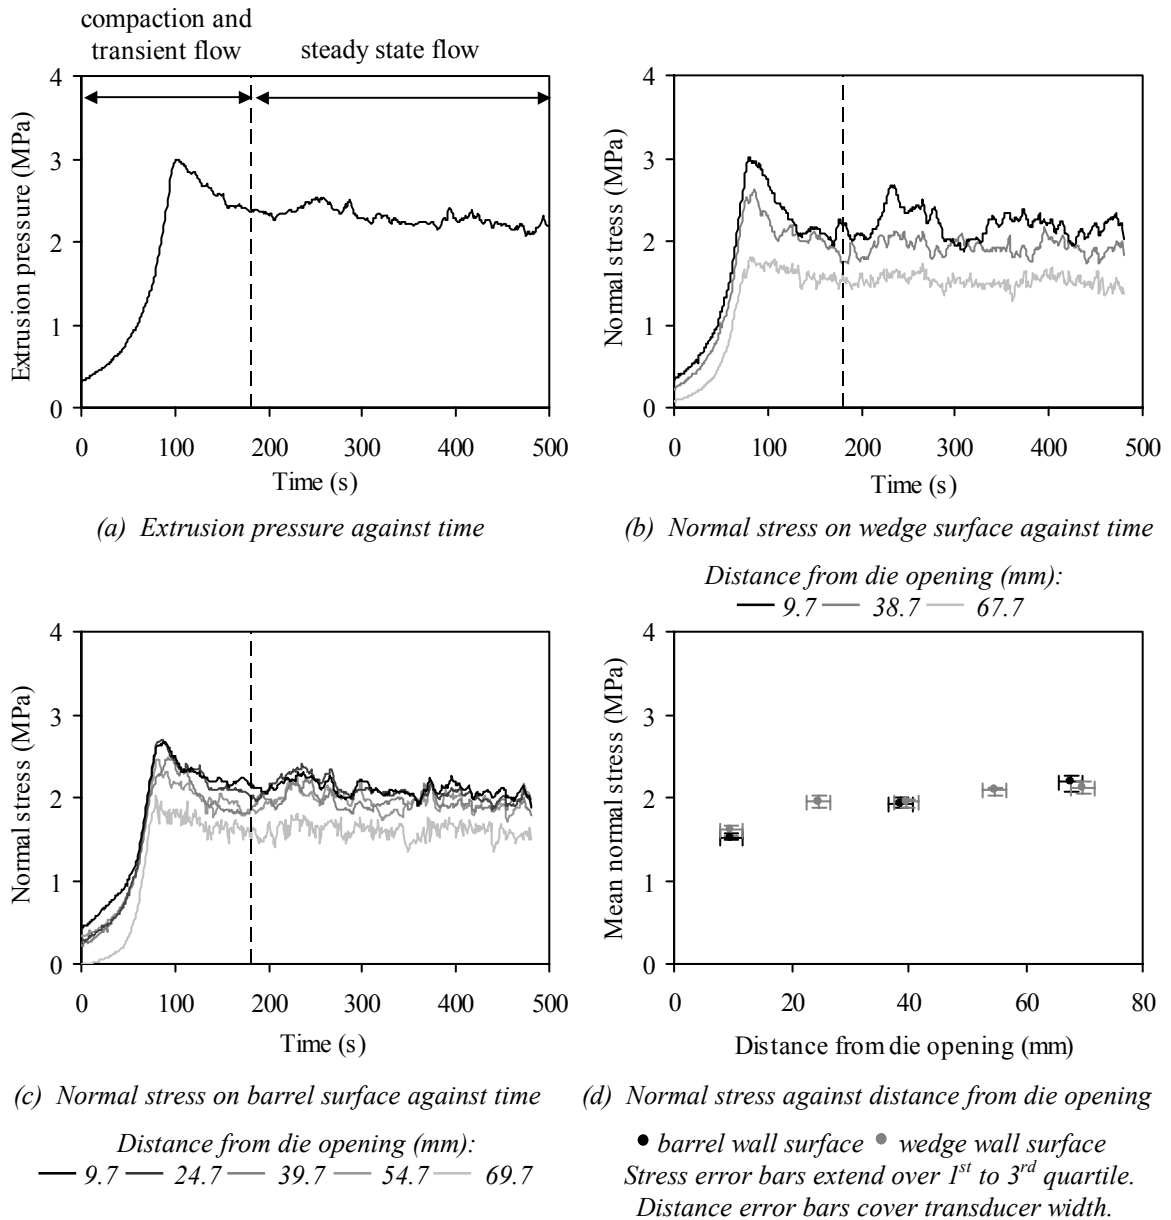 compaction and
transient flow
steady state flow
4
3
2
1
0
Extrusion pressure (MPa)
0 100 200 300 400 500
Time (s)
(a) Extrusion pressure against time
4
3
2
1
0
Normal stress (MPa)
0 100 200 300 400 500
Time (s)
(b) Normal stress on wedge surface against time
Distance from die opening (mm):
9.7 38.7 67.7
4
3
2
1
0
Normal stress (MPa)
0 100 200 300 400 500
Time (s)
(c) Normal stress on barrel surface against time
Distance from die opening (mm):
9.7 24.7 39.7 54.7 69.7
4
3
2
1
0
Mean normal stress (MPa)
0 20 40 60 80
Distance from die opening (mm)
(d) Normal stress against distance from die opening
barrel wall surface wedge wall surface
Stress error bars extend over 1st to 3rd quartile.
Distance error bars cover transducer width.